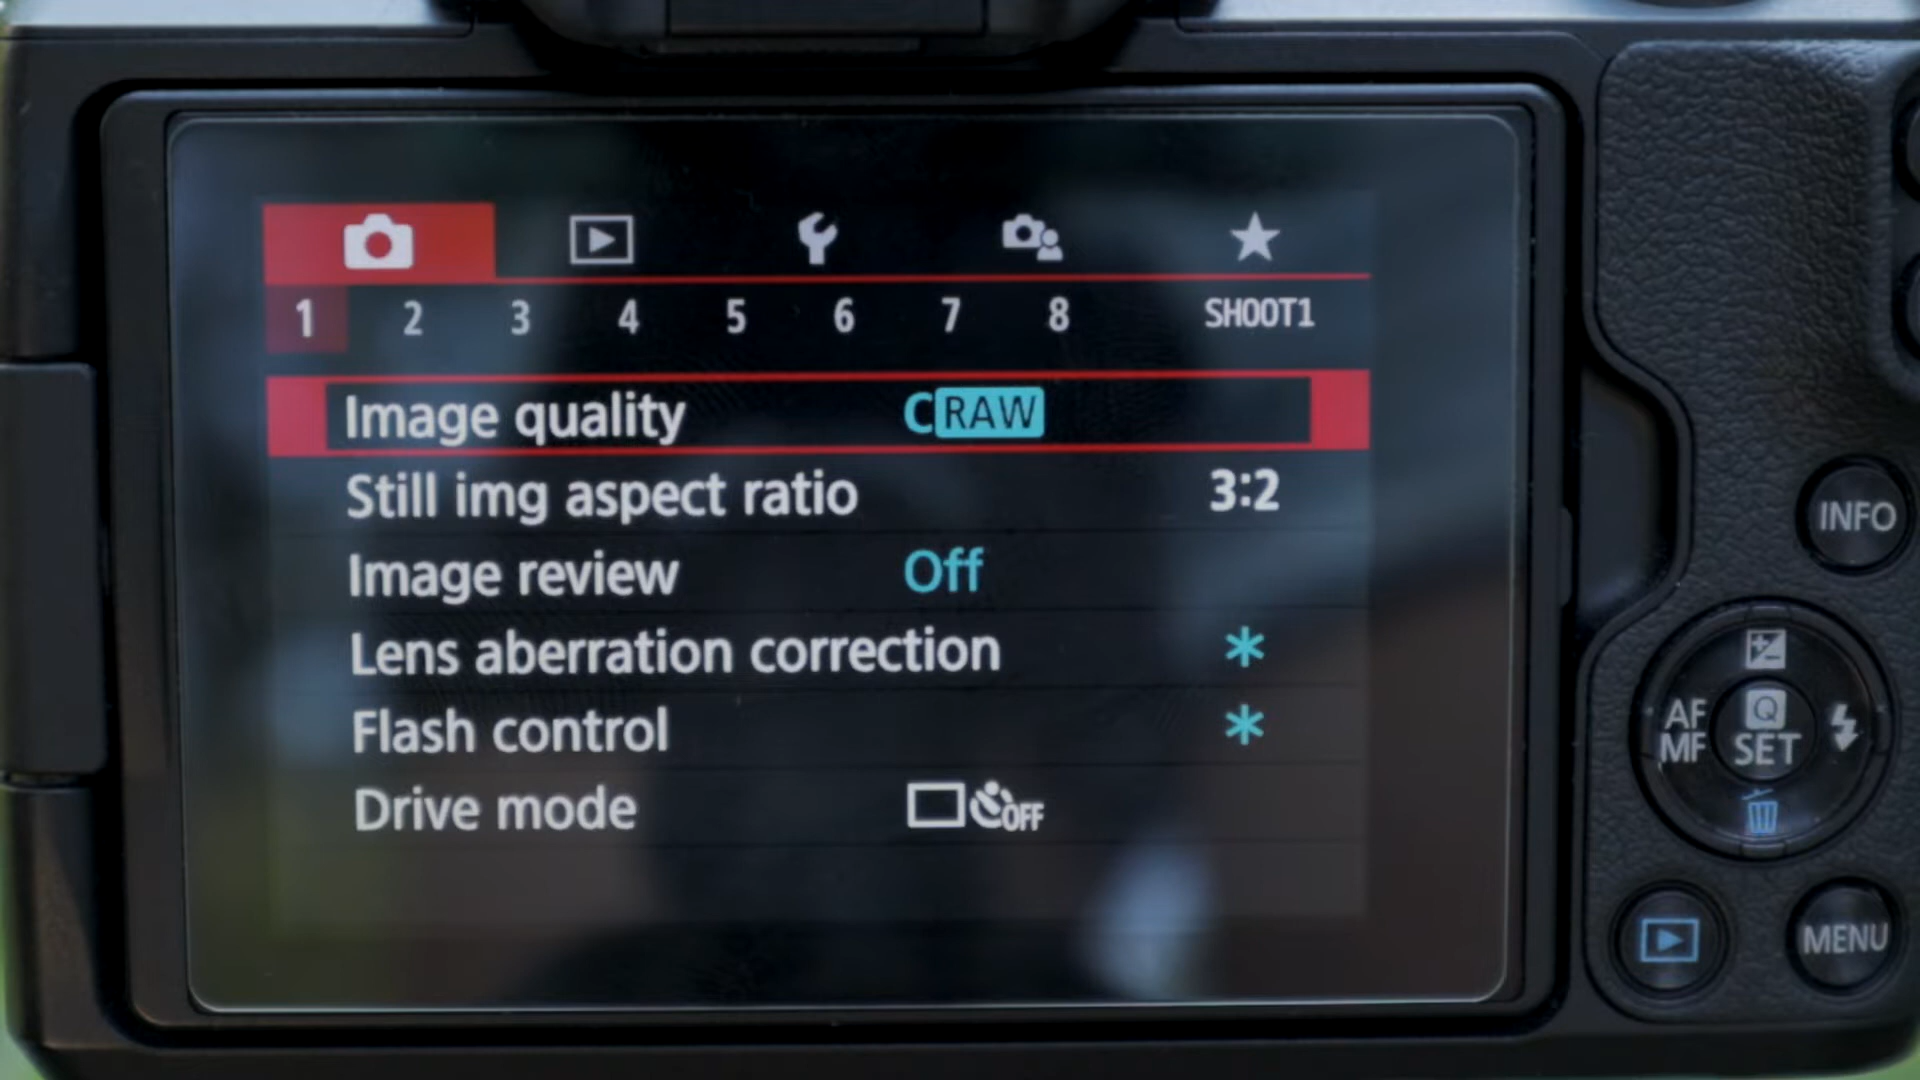 1 2 3 4 5 6 7 8 SHOOT1
Image quality CRAW
Still img aspect ratio 3:2
Image review Off
Lens aberration correction *
Flash control *
Drive mode OFF
INFO
AF
MF
Q
SET
MENU